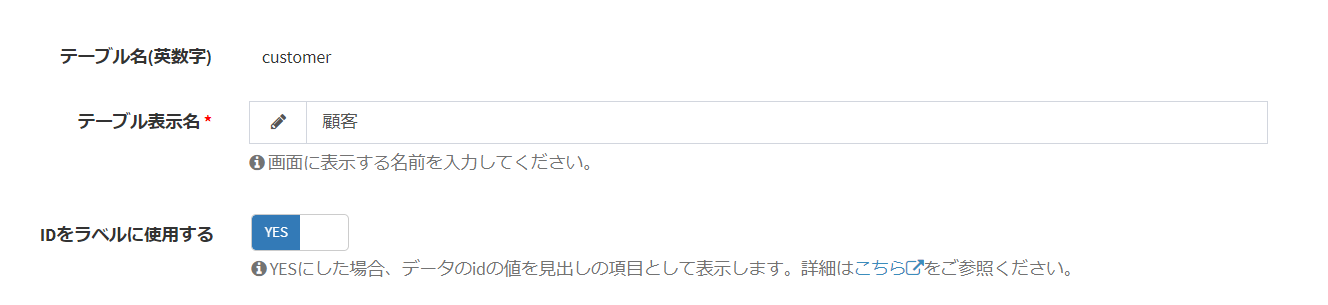 テーブル名(英数字) customer
テーブル表示名 * 顧客
画面に表示する名前を入力してください。
IDをラベルに使用する YES
YESにした場合、データのidの値を見出しの項目として表示します。詳細はこちらをご参照ください。